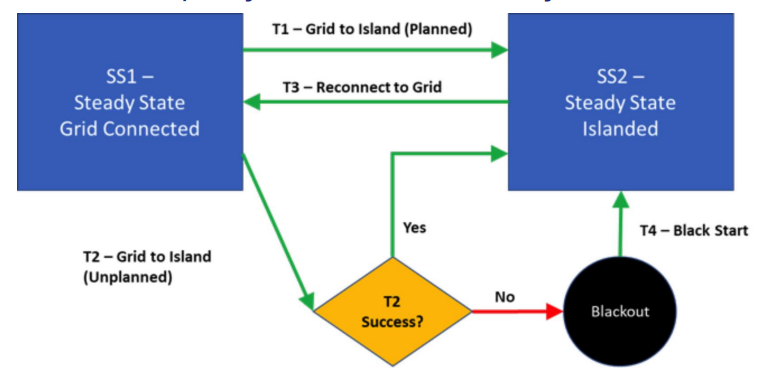 T1 – Grid to Island (Planned)
SS1 –
Steady State
Grid Connected
T3 – Reconnect to Grid
SS2 –
Steady State
Islanded
T2 – Grid to Island
(Unplanned)
Yes
T4 – Black Start
T2
Success?
No
Blackout